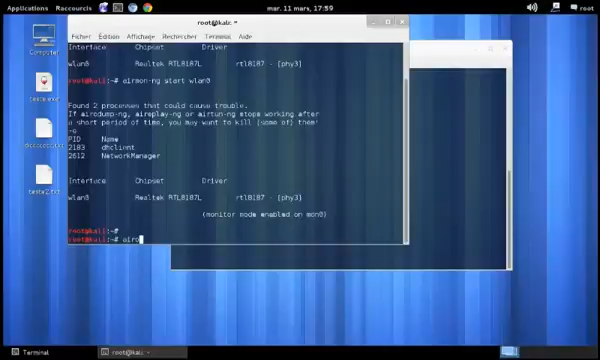 Applications Raccourcis mar. 11 mars, 17:59 root
root@kali: ~
Fichier Édition Affichage Rechercher Terminal Aide
Interface Chipset Driver
wlan0 Realtek RTL8187L rtl8187 - [phy3]
root@kali:~# airmon-ng start wlan0
Found 2 processes that could cause trouble.
If airodump-ng, aireplay-ng or airtun-ng stops working after
a short period of time, you may want to kill (some of) them!
-e
PID Name
2183 dhclient
2612 NetworkManager
Interface Chipset Driver
wlan0 Realtek RTL8187L rtl8187 - [phy3]
(monitor mode enabled on mon0)
root@kali:~#
root@kali:~# airo
Computer
teste.exe
teste2.txt
Terminal
root@kali: ~